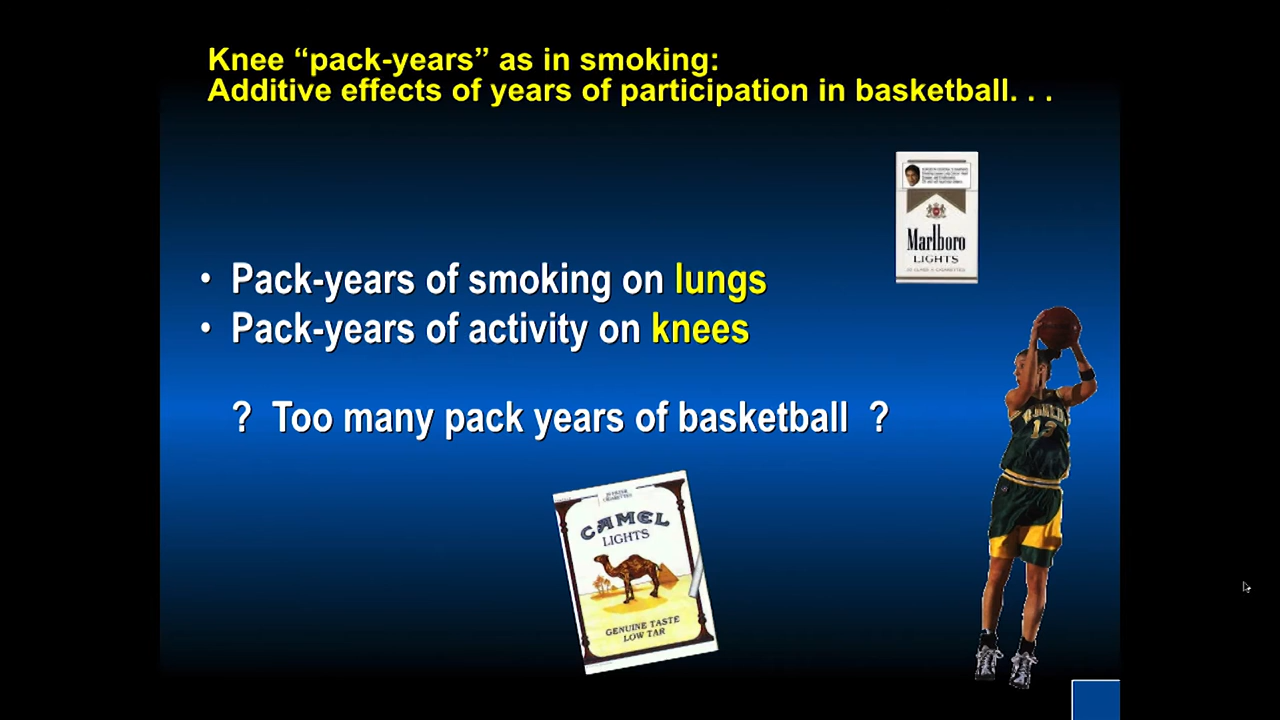 Knee “pack-years” as in smoking:
Additive effects of years of participation in basketball. . .
Marlboro
LIGHTS
• Pack-years of smoking on lungs
• Pack-years of activity on knees
? Too many pack years of basketball ?
13
CAMEL
LIGHTS
GENUINE TASTE
LOW TAR